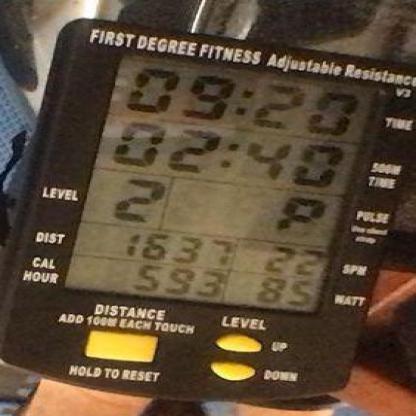 FIRST DEGREE FITNESS Adjustable Resistance
V3
09:20 TIME
02:40 500M TIME
LEVEL 2 P PULSE
DIST 1637 22 SPM
CAL HOUR 593 85 WATT
DISTANCE
ADD 100M EACH TOUCH
HOLD TO RESET
LEVEL
UP
DOWN